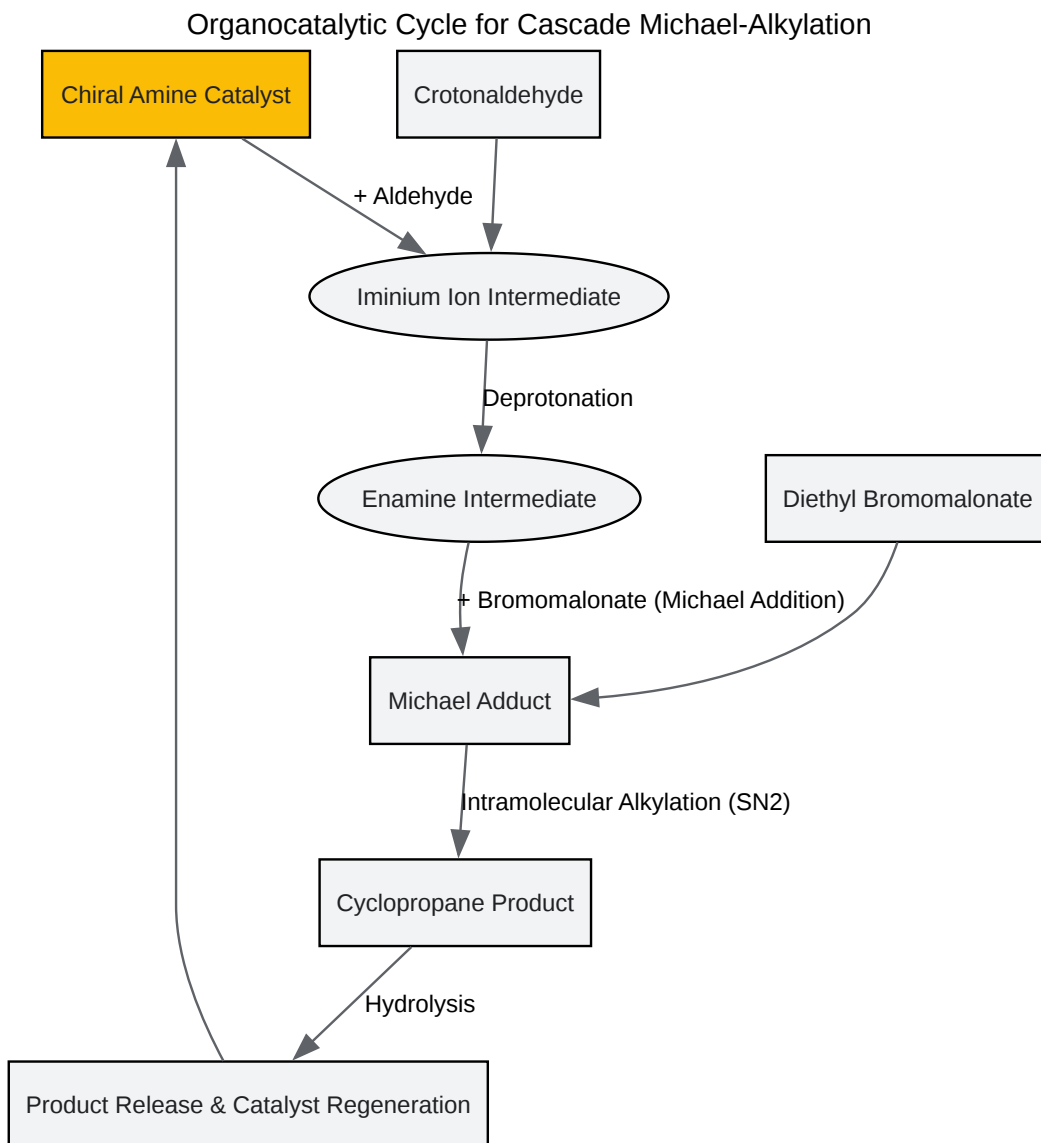 Organocatalytic Cycle for Cascade Michael-Alkylation
Chiral Amine Catalyst
Crotonaldehyde
+ Aldehyde
Iminium Ion Intermediate
Deprotonation
Enamine Intermediate
Diethyl Bromomalonate
+ Bromomalonate (Michael Addition)
Michael Adduct
Intramolecular Alkylation (SN2)
Cyclopropane Product
Hydrolysis
Product Release & Catalyst Regeneration